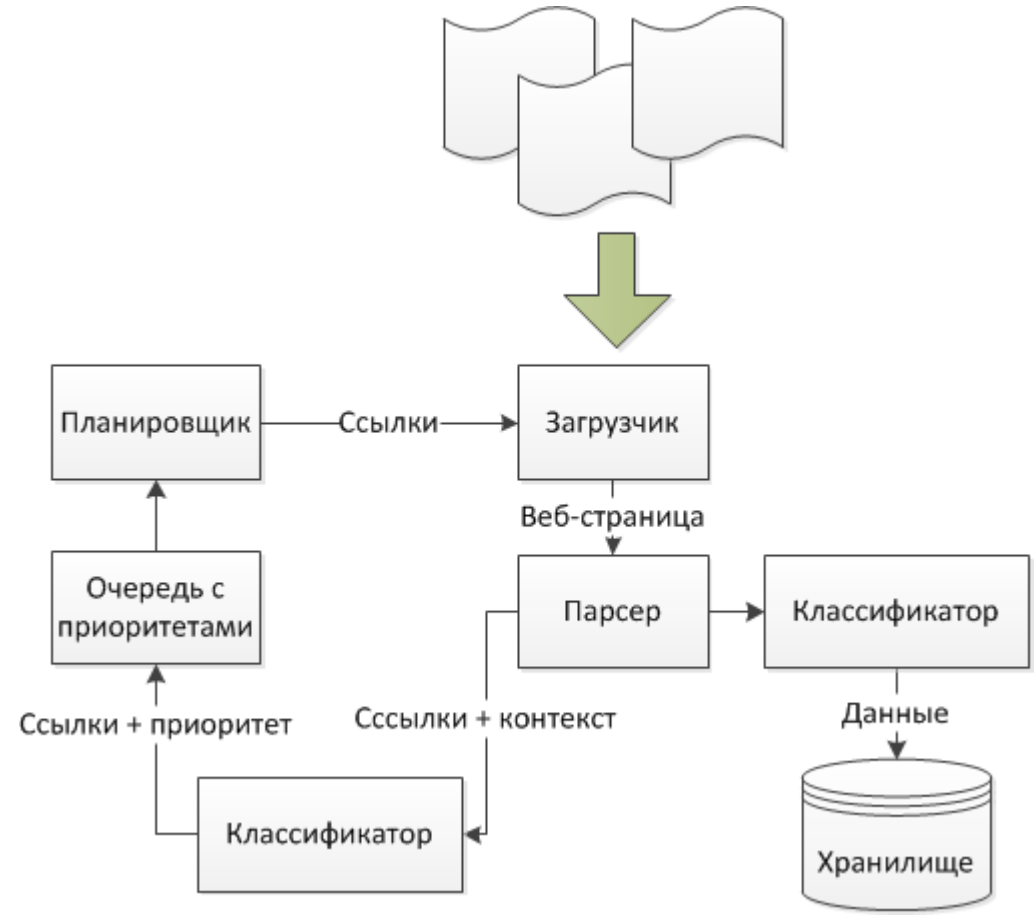 Планировщик
Ссылки
Загрузчик
Веб-страница
Очередь с
приоритетами
Парсер
Классификатор
Ссылки + приоритет
Сссылки + контекст
Данные
Классификатор
Хранилище